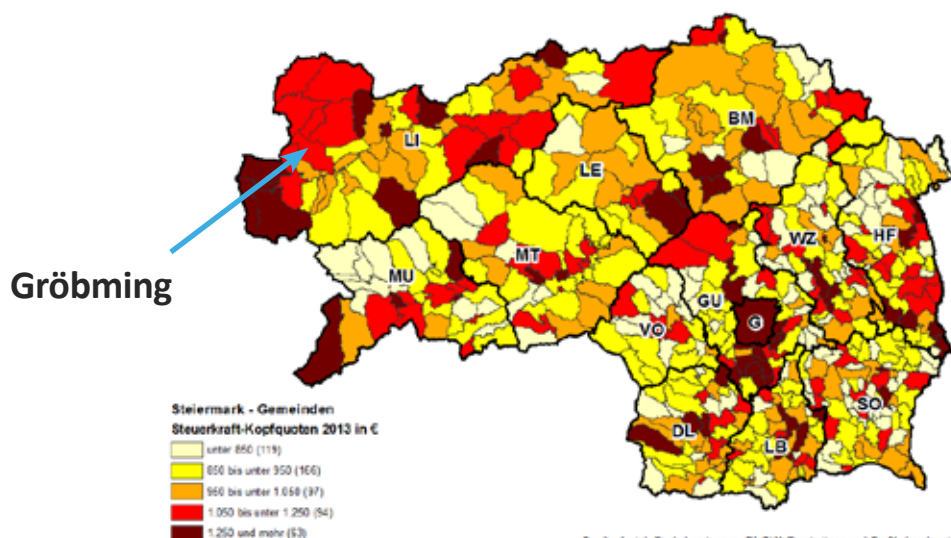 BM
LI
LE
WZ
HF
MT
MU
Gröbming
GU
VO
G
SO
DL
LB
Steiermark - Gemeinden
Steuerkraft-Kopfquoten 2013 in €
unter 850 (119)
850 bis unter 950 (166)
950 bis unter 1.050 (97)
1.050 bis unter 1.250 (94)
1.250 und mehr (63)